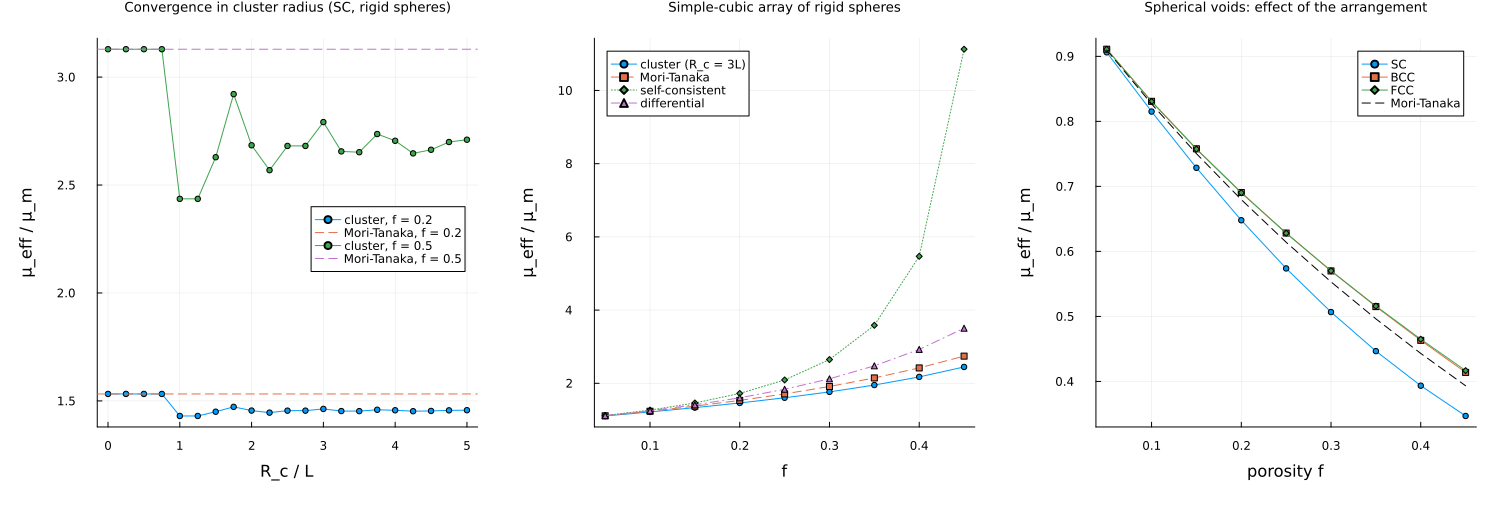 Convergence in cluster radius (SC, rigid spheres)
μ_eff / μ_m
3.0
2.5
2.0
1.5
cluster, f = 0.2
Mori-Tanaka, f = 0.2
cluster, f = 0.5
Mori-Tanaka, f = 0.5
0 1 2 3 4 5
R_c / L
Simple-cubic array of rigid spheres
μ_eff / μ_m
10
8
6
4
2
cluster (R_c = 3L)
Mori-Tanaka
self-consistent
differential
0.1 0.2 0.3 0.4
f
Spherical voids: effect of the arrangement
μ_eff / μ_m
0.9
0.8
0.7
0.6
0.5
0.4
SC
BCC
FCC
Mori-Tanaka
0.1 0.2 0.3 0.4
porosity f